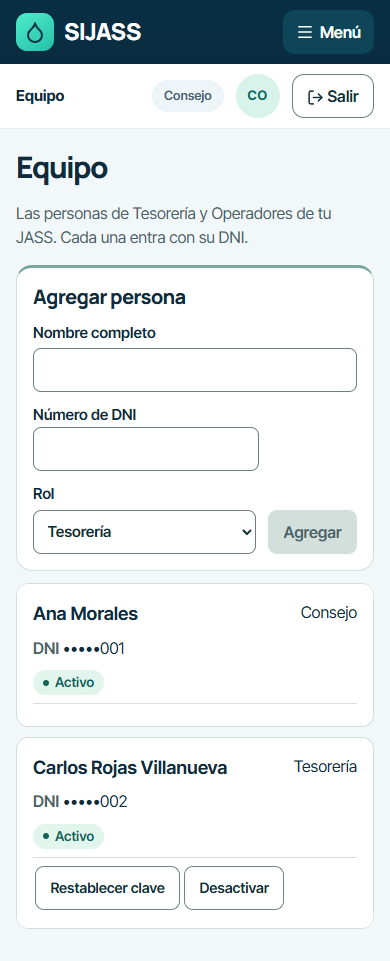 SIJASS
Menú
Equipo
Consejo
CO
Salir
Equipo
Las personas de Tesorería y Operadores de tu
JASS. Cada una entra con su DNI.
Agregar persona
Nombre completo
Número de DNI
Rol
Tesorería
Agregar
Ana Morales
Consejo
DNI •••••001
Activo
Carlos Rojas Villanueva
Tesorería
DNI •••••002
Activo
Restablecer clave
Desactivar